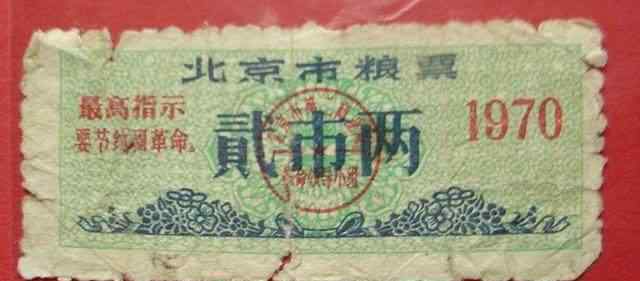 北京市粮票
最高指示
要节约闹革命。
贰市两
1970